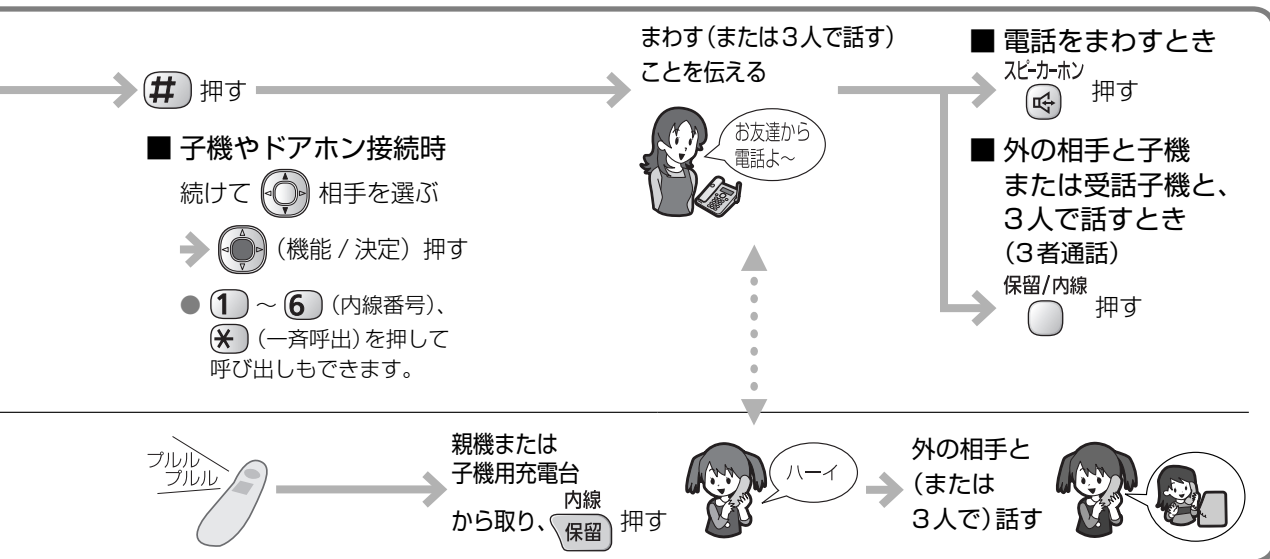 # 押す
■ 子機やドアホン接続時
続けて 相手を選ぶ
(機能 / 決定) 押す
● 1 ～ 6 (内線番号)、
＊ (一斉呼出)を押して
呼び出しもできます。
まわす(または3人で話す)
ことを伝える
お友達から
電話よ～
■ 電話をまわすとき
スピーカーホン
押す
■ 外の相手と子機
または受話子機と、
3人で話すとき
(3者通話)
保留/内線
押す
プルル
プルル
親機または
子機用充電台
内線
から取り、保留 押す
ハーイ
外の相手と
(または
3人で)話す